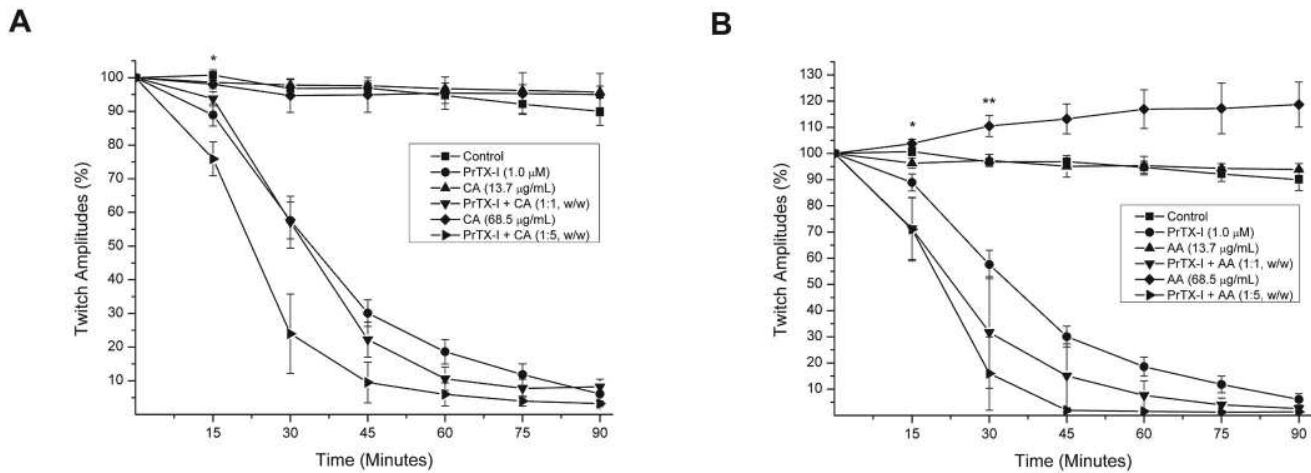 A
*
100
90
80
70
60
50
40
30
20
10
Twitch Amplitudes (%)
Control
PrTX-I (1.0 μM)
CA (13.7 μg/mL)
PrTX-I + CA (1:1, w/w)
CA (68.5 μg/mL)
PrTX-I + CA (1:5, w/w)
15 30 45 60 75 90
Time (Minutes)
B
* **
130
120
110
100
90
80
70
60
50
40
30
20
10
Twitch Amplitudes (%)
Control
PrTX-I (1.0 μM)
AA (13.7 μg/mL)
PrTX-I + AA (1:1, w/w)
AA (68.5 μg/mL)
PrTX-I + AA (1:5, w/w)
15 30 45 60 75 90
Time (Minutes)